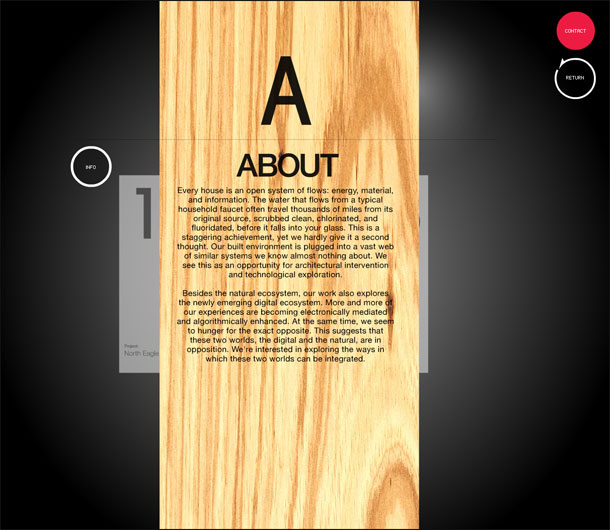 CONTACT
RETURN
A
INFO
ABOUT
Every house is an open system of flows: energy, material,
and information. The water that flows from a typical
household faucet often travel thousands of miles from its
original source, scrubbed clean, chlorinated, and
fluoridated, before it falls into your glass. This is a
staggering achievement, yet we hardly give it a second
thought. Our built environment is plugged into a vast web
of similar systems we know almost nothing about. We
see this as an opportunity for architectural intervention
and technological exploration.
Besides the natural ecosystem, our work also explores
the newly emerging digital ecosystem. More and more of
our experiences are becoming electronically mediated
and algorithmically enhanced. At the same time, we seem
to hunger for the exact opposite. This suggests that
these two worlds, the digital and the natural, are in
opposition. We're interested in exploring the ways in
which these two worlds can be integrated.
1
North Eagle